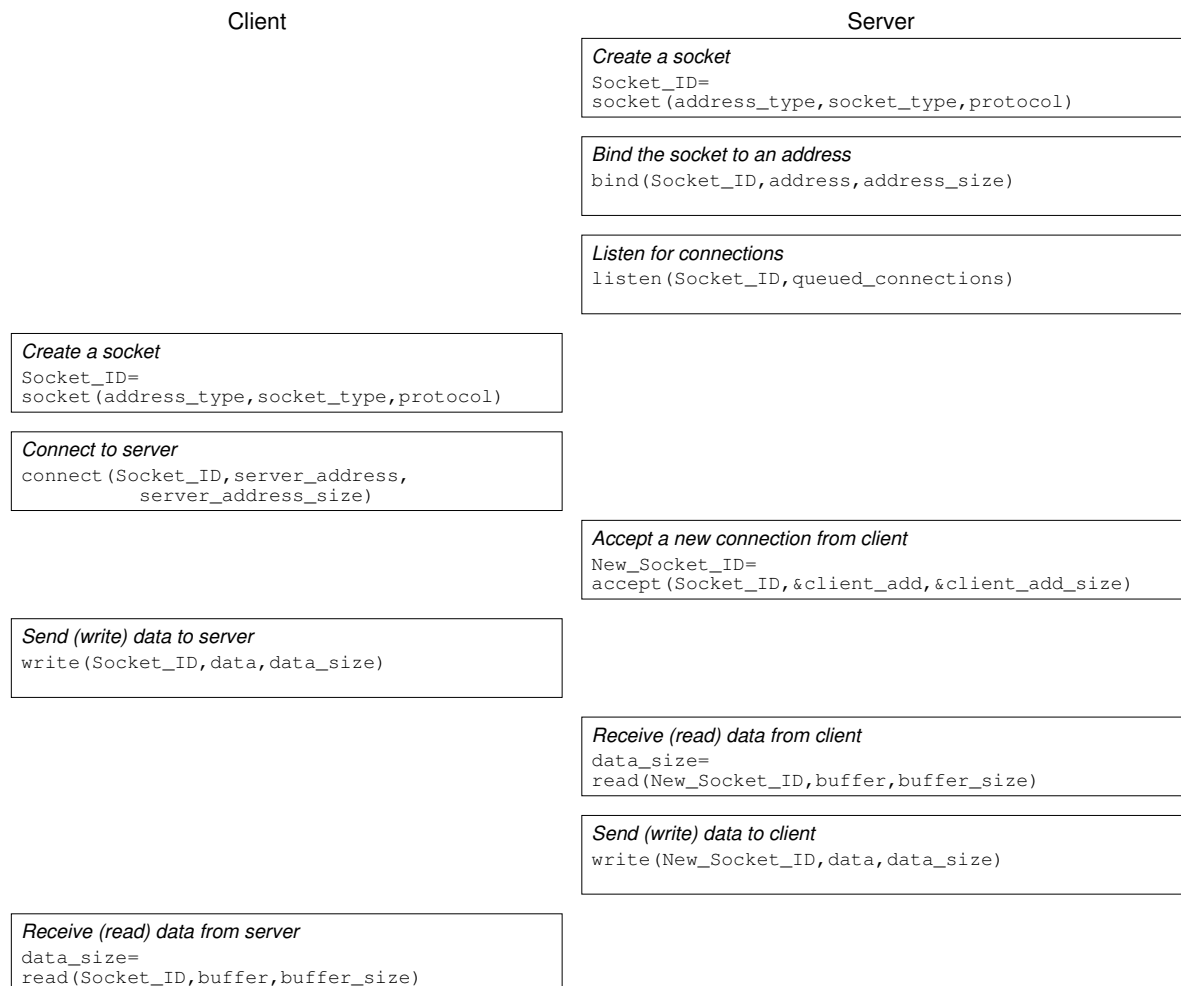 Client
Server
Create a socket
Socket_ID=
socket(address_type,socket_type,protocol)
Bind the socket to an address
bind(Socket_ID,address,address_size)
Listen for connections
listen(Socket_ID,queued_connections)
Create a socket
Socket_ID=
socket(address_type,socket_type,protocol)
Connect to server
connect(Socket_ID,server_address,
server_address_size)
Accept a new connection from client
New_Socket_ID=
accept(Socket_ID,&client_add,&client_add_size)
Send (write) data to server
write(Socket_ID,data,data_size)
Receive (read) data from client
data_size=
read(New_Socket_ID,buffer,buffer_size)
Send (write) data to client
write(New_Socket_ID,data,data_size)
Receive (read) data from server
data_size=
read(Socket_ID,buffer,buffer_size)